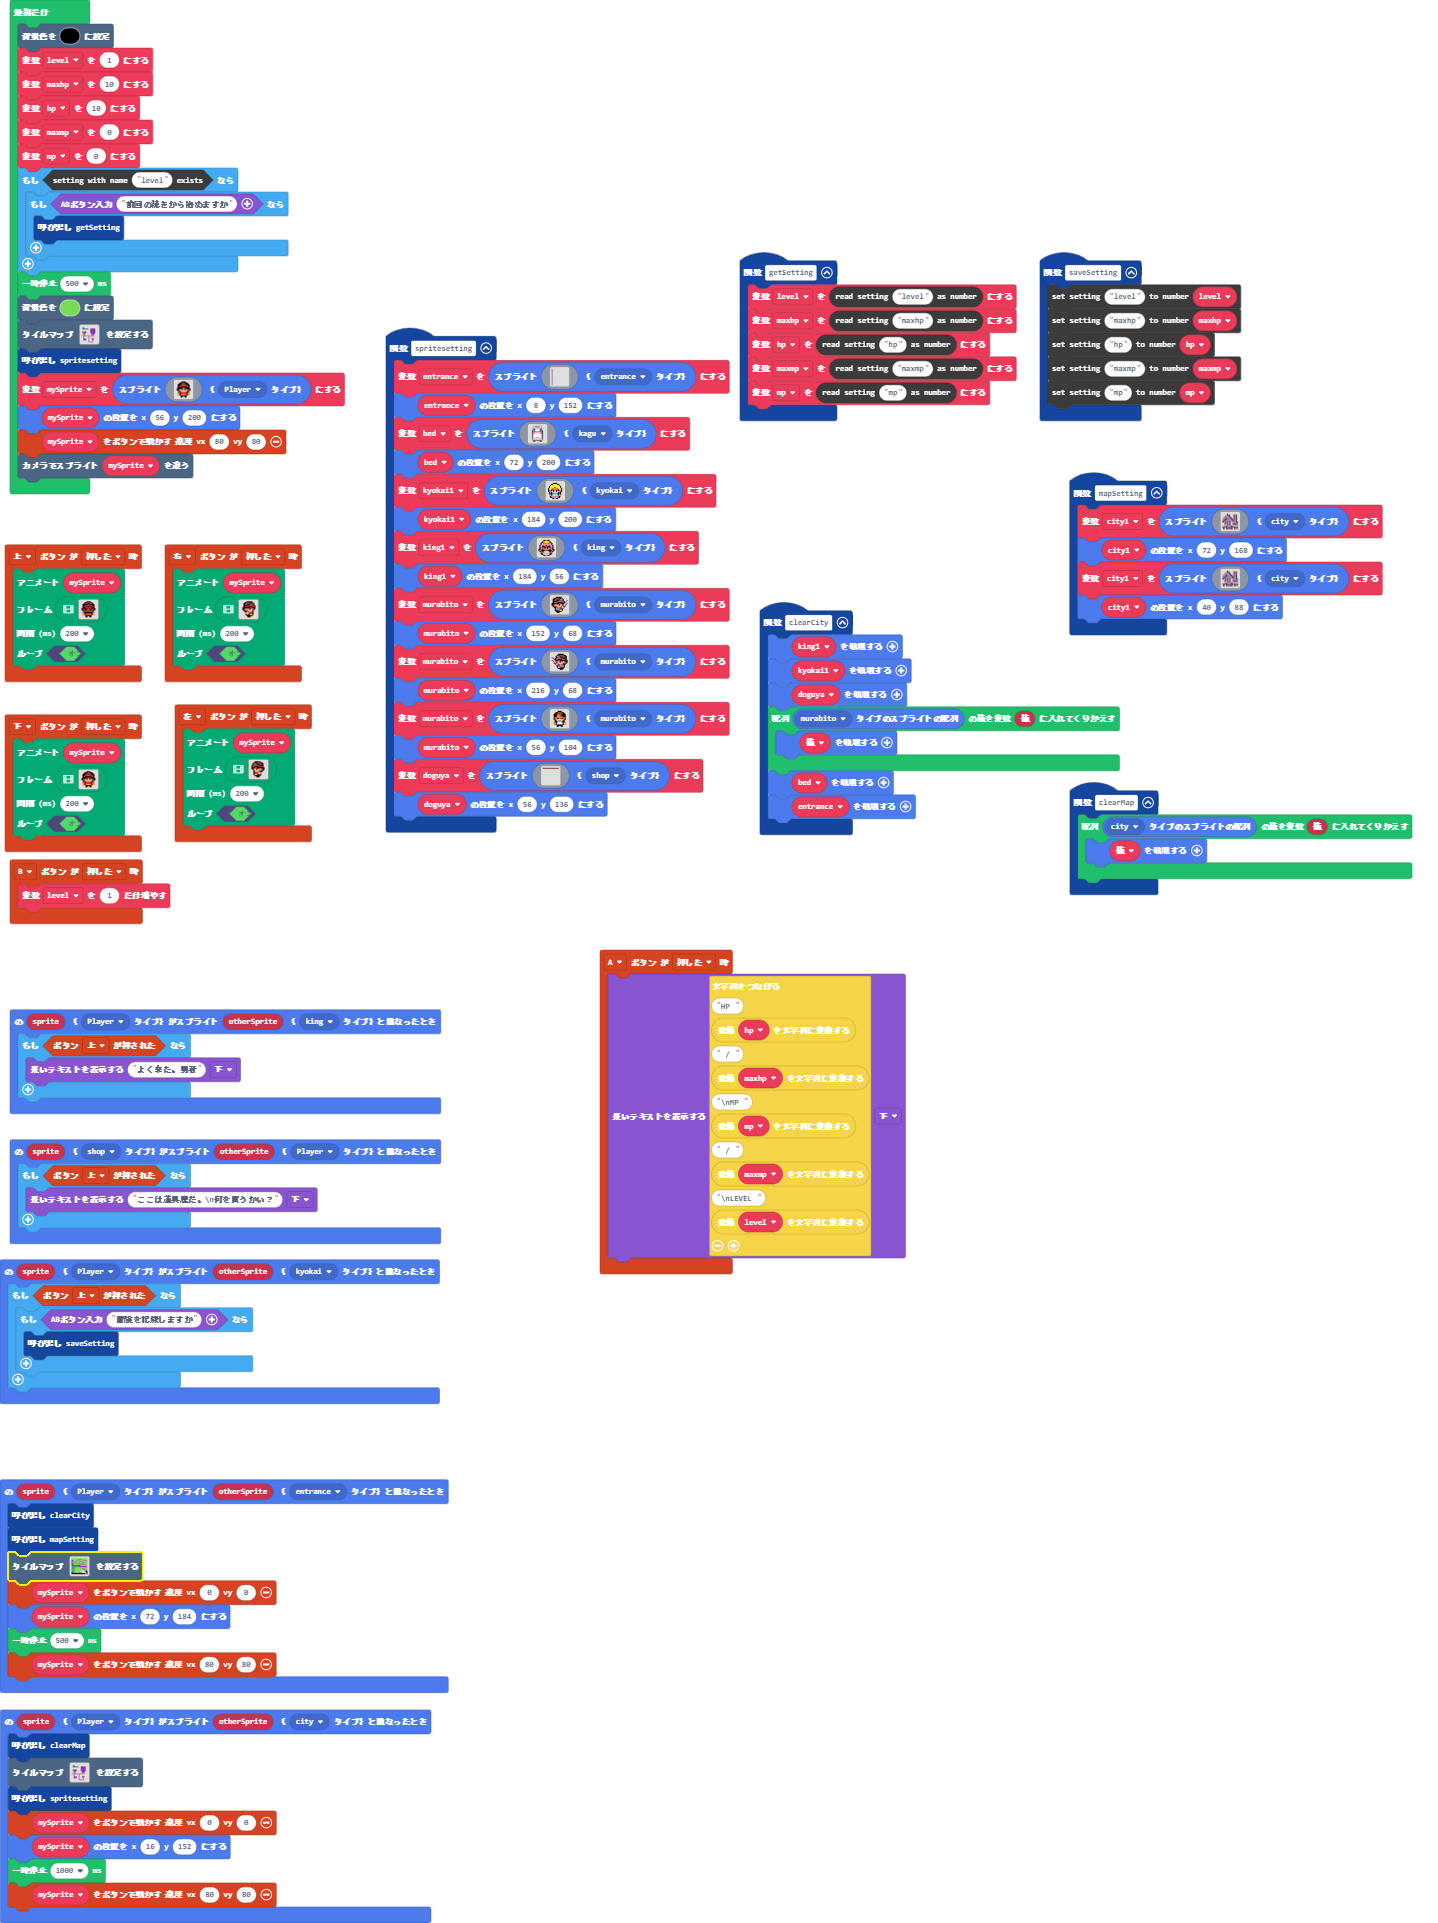 最初だけ
背景色を に設定
変数 level を 1 にする
変数 maxhp を 10 にする
変数 hp を 10 にする
変数 maxmp を 0 にする
変数 mp を 0 にする
もし setting with name "level" exists なら
もし ABボタン入力 "前回の続きから始めますか" なら
呼び出し getSetting
一時停止 500 ms
背景色を に設定
タイルマップ を設定する
呼び出し spritesetting
変数 mySprite を スプライト { Player タイプ} にする
mySprite の位置を x 56 y 200 にする
mySprite をボタンで動かす 速度 vx 80 vy 80
カメラでスプライト mySprite を追う
上 ボタン が 押した 時
アニメート mySprite
フレーム
間隔 (ms) 200
ループ オ
右 ボタン が 押した 時
アニメート mySprite
フレーム
間隔 (ms) 200
ループ オ
下 ボタン が 押した 時
アニメート mySprite
フレーム
間隔 (ms) 200
ループ オ
左 ボタン が 押した 時
アニメート mySprite
フレーム
間隔 (ms) 200
ループ オ
B ボタン が 押した 時
変数 level を 1 だけ増やす
関数 spritesetting
変数 entrance を スプライト { entrance タイプ} にする
entrance の位置を x 8 y 152 にする
変数 bed を スプライト { kagu タイプ} にする
bed の位置を x 72 y 200 にする
変数 kyokai1 を スプライト { kyokai タイプ} にする
kyokai1 の位置を x 184 y 200 にする
変数 king1 を スプライト { king タイプ} にする
king1 の位置を x 184 y 56 にする
変数 murabito を スプライト { murabito タイプ} にする
murabito の位置を x 152 y 68 にする
変数 murabito を スプライト { murabito タイプ} にする
murabito の位置を x 216 y 68 にする
変数 murabito を スプライト { murabito タイプ} にする
murabito の位置を x 56 y 104 にする
変数 doguya を スプライト { shop タイプ} にする
doguya の位置を x 56 y 136 にする
関数 getSetting
変数 level を read setting "level" as number にする
変数 maxhp を read setting "maxhp" as number にする
変数 hp を read setting "hp" as number にする
変数 maxmp を read setting "maxmp" as number にする
変数 mp を read setting "mp" as number にする
関数 saveSetting
set setting "level" to number level
set setting "maxhp" to number maxhp
set setting "hp" to number hp
set setting "maxmp" to number maxmp
set setting "mp" to number mp
関数 mapSetting
変数 city1 を スプライト { city タイプ} にする
city1 の位置を x 72 y 168 にする
変数 city1 を スプライト { city タイプ} にする
city1 の位置を x 40 y 88 にする
関数 clearCity
king1 を破壊する
kyokai1 を破壊する
doguya を破壊する
配列 murabito タイプのスプライトの配列 の値を変数 値 に入れてくりかえす
値 を破壊する
bed を破壊する
entrance を破壊する
関数 clearMap
配列 city タイプのスプライトの配列 の値を変数 値 に入れてくりかえす
値 を破壊する
A ボタン が 押した 時
長いテキストを表示する 下
文字列をつなげる
"HP "
数値 hp を文字列に変換する
" / "
数値 maxhp を文字列に変換する
"\nMP "
数値 mp を文字列に変換する
" / "
数値 maxmp を文字列に変換する
"\nLEVEL "
数値 level を文字列に変換する
の sprite { Player タイプ} がスプライト otherSprite { king タイプ} と重なったとき
もし ボタン 上 が押された なら
長いテキストを表示する "よく来た。勇者" 下
の sprite { shop タイプ} がスプライト otherSprite { Player タイプ} と重なったとき
もし ボタン 上 が押された なら
長いテキストを表示する "ここは道具屋だ。\n何を買うかい？" 下
の sprite { Player タイプ} がスプライト otherSprite { kyokai タイプ} と重なったとき
もし ボタン 上 が押された なら
もし ABボタン入力 "冒険を記録しますか" なら
呼び出し saveSetting
の sprite { Player タイプ} がスプライト otherSprite { entrance タイプ} と重なったとき
呼び出し clearCity
呼び出し mapSetting
タイルマップ を設定する
mySprite をボタンで動かす 速度 vx 0 vy 0
mySprite の位置を x 72 y 184 にする
一時停止 500 ms
mySprite をボタンで動かす 速度 vx 80 vy 80
の sprite { Player タイプ} がスプライト otherSprite { city タイプ} と重なったとき
呼び出し clearMap
タイルマップ を設定する
呼び出し spritesetting
mySprite をボタンで動かす 速度 vx 0 vy 0
mySprite の位置を x 16 y 152 にする
一時停止 1000 ms
mySprite をボタンで動かす 速度 vx 80 vy 80